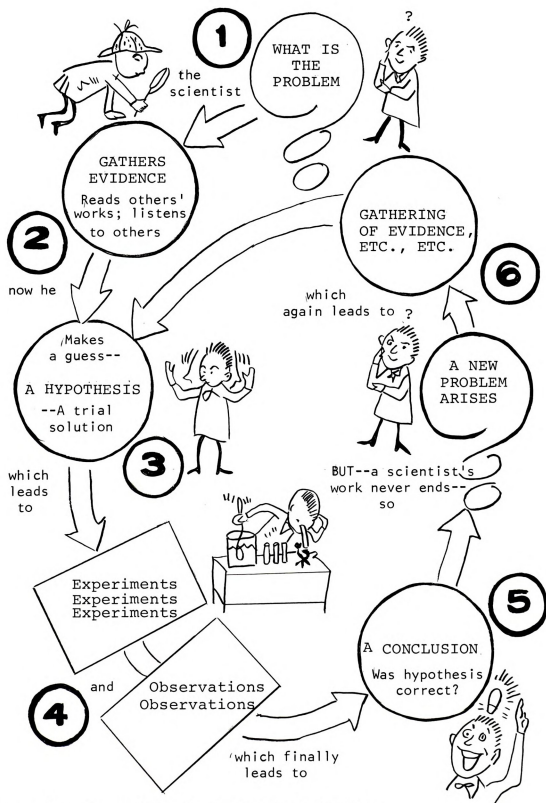 1
WHAT IS
THE
PROBLEM
?
the
scientist
GATHERS
EVIDENCE
Reads others'
works; listens
to others
2
now he
Makes
a guess--
A HYPOTHESIS
--A trial
solution
3
which
leads
to
Experiments
Experiments
Experiments
4
and
Observations
Observations
which finally
leads to
5
A CONCLUSION
Was hypothesis
correct?
BUT--a scientist's
work never ends--
so
A NEW
PROBLEM
ARISES
?
6
which
again leads to
GATHERING
OF EVIDENCE,
ETC., ETC.